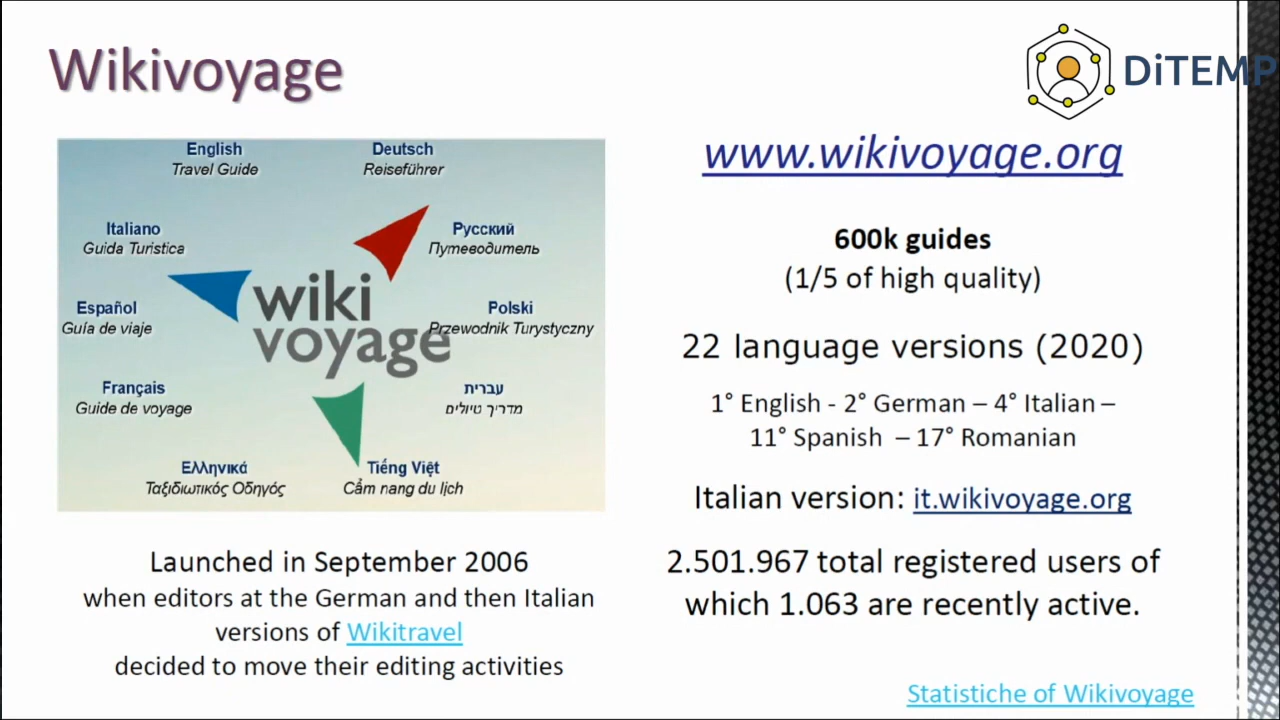 Wikivoyage
DiTEMP
English
Travel Guide
Deutsch
Reiseführer
Italiano
Guida Turistica
Русский
Путеводитель
Español
Guía de viaje
wiki
voyage
Polski
Przewodnik Turystyczny
Français
Guide de voyage
עברית
מדריך טיולים
Ελληνικά
Ταξιδιωτικός Οδηγός
Tiếng Việt
Cẩm nang du lịch
Launched in September 2006
when editors at the German and then Italian
versions of Wikitravel
decided to move their editing activities
www.wikivoyage.org
600k guides
(1/5 of high quality)
22 language versions (2020)
1° English - 2° German – 4° Italian –
11° Spanish – 17° Romanian
Italian version: it.wikivoyage.org
2.501.967 total registered users of
which 1.063 are recently active.
Statistiche of Wikivoyage